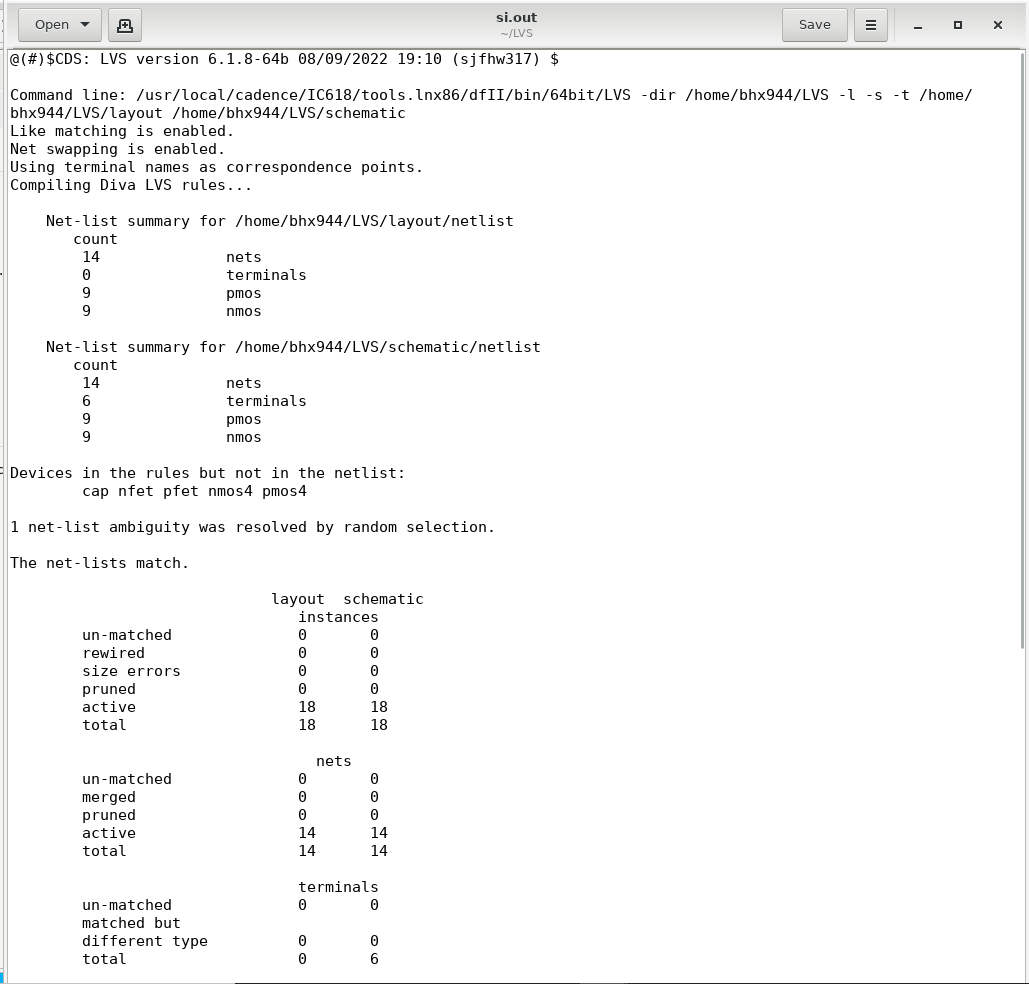 Open
si.out
~/LVS
Save
@(#)$CDS: LVS version 6.1.8-64b 08/09/2022 19:10 (sjfhw317) $
Command line: /usr/local/cadence/IC618/tools.lnx86/dfII/bin/64bit/LVS -dir /home/bhx944/LVS -l -s -t /home/
bhx944/LVS/layout /home/bhx944/LVS/schematic
Like matching is enabled.
Net swapping is enabled.
Using terminal names as correspondence points.
Compiling Diva LVS rules...
Net-list summary for /home/bhx944/LVS/layout/netlist
count
14 nets
0 terminals
9 pmos
9 nmos
Net-list summary for /home/bhx944/LVS/schematic/netlist
count
14 nets
6 terminals
9 pmos
9 nmos
Devices in the rules but not in the netlist:
cap nfet pfet nmos4 pmos4
1 net-list ambiguity was resolved by random selection.
The net-lists match.
layout schematic
instances
un-matched 0 0
rewired 0 0
size errors 0 0
pruned 0 0
active 18 18
total 18 18
nets
un-matched 0 0
merged 0 0
pruned 0 0
active 14 14
total 14 14
terminals
un-matched 0 0
matched but
different type 0 0
total 0 6